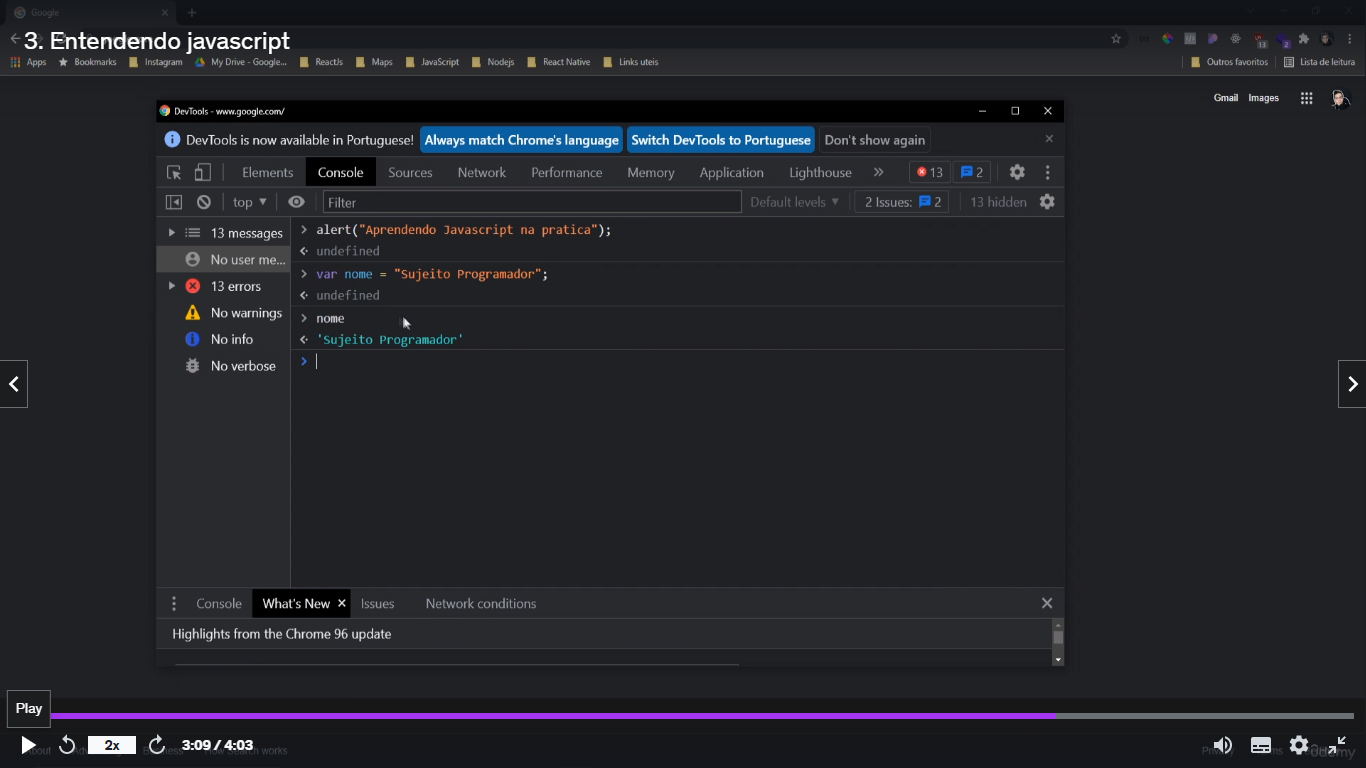 Google
3. Entendendo javascript
Apps Bookmarks Instagram My Drive - Google... ReactJs Maps JavaScript Nodejs React Native Links uteis Outros favoritos Lista de leitura
13 2
Gmail Images
DevTools - www.google.com/
DevTools is now available in Portuguese! Always match Chrome's language Switch DevTools to Portuguese Don't show again
Elements Console Sources Network Performance Memory Application Lighthouse » 13 2
top Filter Default levels 2 Issues: 2 13 hidden
13 messages
No user me...
13 errors
No warnings
No info
No verbose
alert("Aprendendo Javascript na pratica");
undefined
var nome = "Sujeito Programador";
undefined
nome
'Sujeito Programador'
Console What's New Issues Network conditions
Highlights from the Chrome 96 update
Play
2x 3:09 / 4:03
udemy